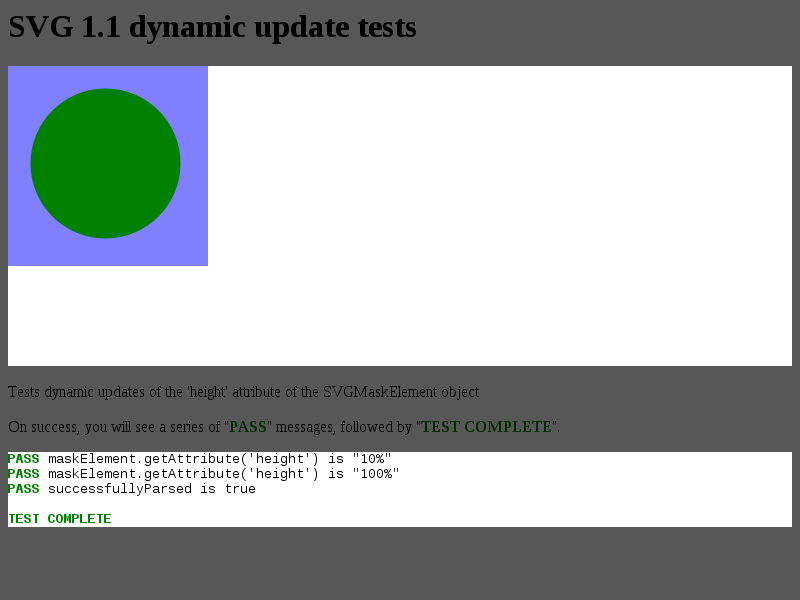 SVG 1.1 dynamic update tests
Tests dynamic updates of the 'height' attribute of the SVGMaskElement object
On success, you will see a series of "PASS" messages, followed by "TEST COMPLETE".
PASS maskElement.getAttribute('height') is "10%"
PASS maskElement.getAttribute('height') is "100%"
PASS successfullyParsed is true
TEST COMPLETE